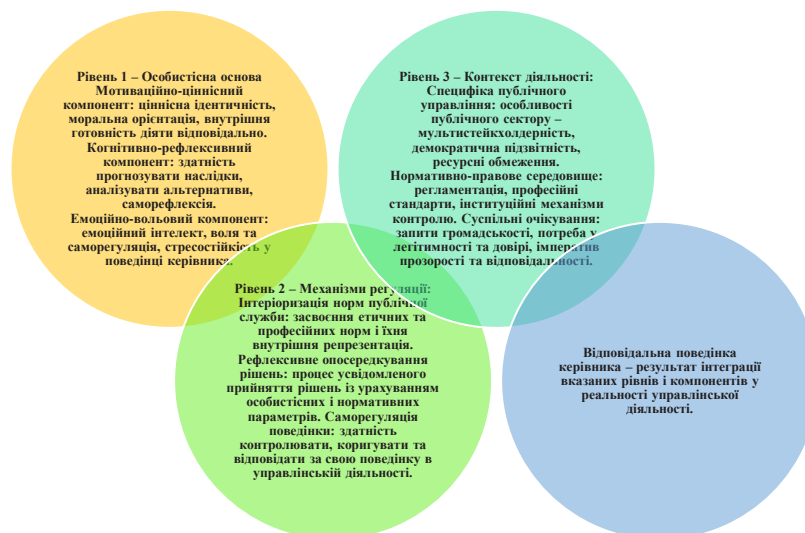 Рівень 1 – Особистісна основа
Мотиваційно-ціннісний
компонент: ціннісна ідентичність,
моральна орієнтація, внутрішня
готовність діяти відповідально.
Когнітивно-рефлексивний
компонент: здатність
прогнозувати наслідки,
аналізувати альтернативи,
саморефлексія.
Емоційно-вольовий компонент:
емоційний інтелект, воля та
саморегуляція, стресостійкість у
поведінці керівника.
Рівень 2 – Механізми регуляції:
Інтеріоризація норм публічної
служби: засвоєння етичних та
професійних норм і їхня
внутрішня репрезентація.
Рефлексивне опосередкування
рішень: процес усвідомленого
прийняття рішень із урахуванням
особистісних і нормативних
параметрів. Саморегуляція
поведінки: здатність
контролювати, коригувати та
відповідати за свою поведінку в
управлінській діяльності.
Рівень 3 – Контекст діяльності:
Специфіка публічного
управління: особливості
публічного сектору –
мультистейкхолдерність,
демократична підзвітність,
ресурсні обмеження.
Нормативно-правове середовище:
регламентація, професійні
стандарти, інституційні механізми
контролю. Суспільні очікування:
запити громадськості, потреба у
легітимності та довірі, імператив
прозорості та відповідальності.
Відповідальна поведінка
керівника – результат інтеграції
вказаних рівнів і компонентів у
реальності управлінської
діяльності.